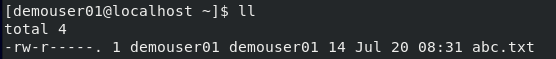 [demouser01@localhost ~]$ ll
total 4
-rw-r-----. 1 demouser01 demouser01 14 Jul 20 08:31 abc.txt